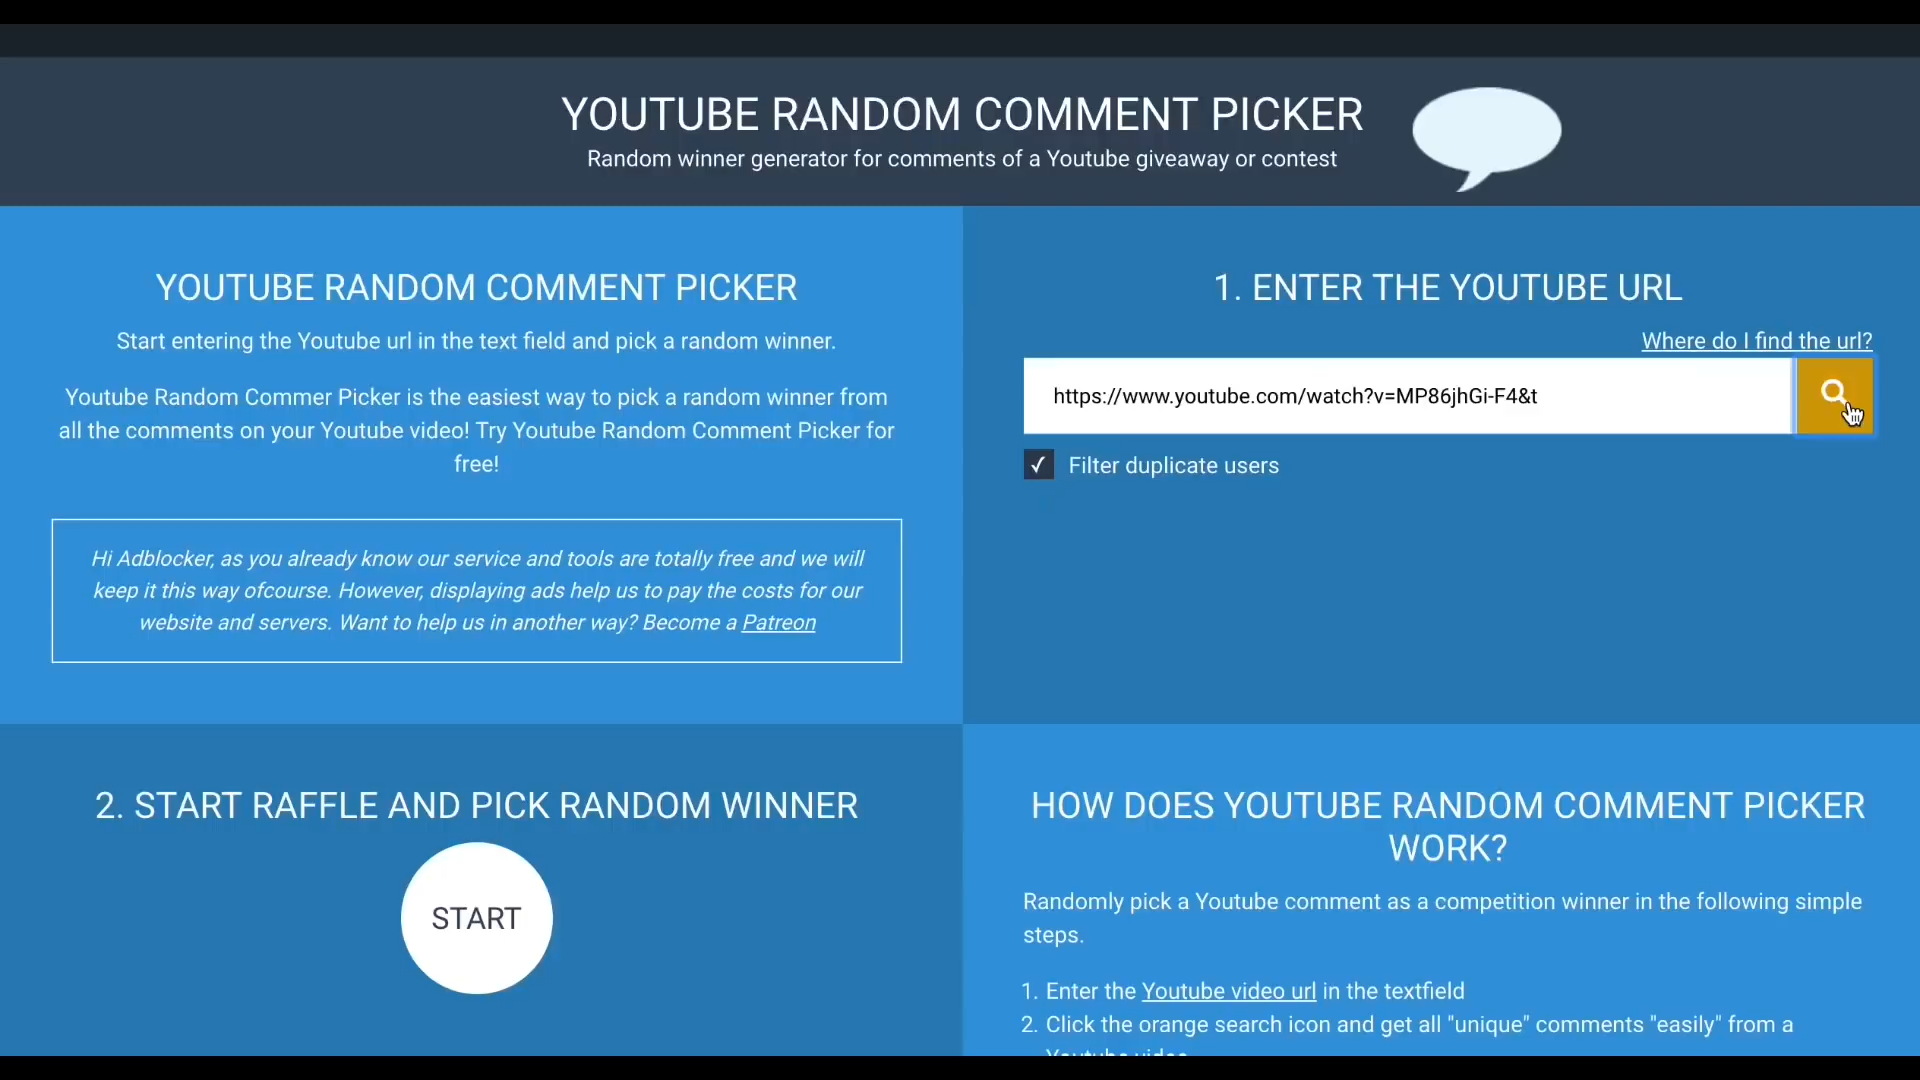 YOUTUBE RANDOM COMMENT PICKER
Random winner generator for comments of a Youtube giveaway or contest
YOUTUBE RANDOM COMMENT PICKER
Start entering the Youtube url in the text field and pick a random winner.
Youtube Random Commer Picker is the easiest way to pick a random winner from
all the comments on your Youtube video! Try Youtube Random Comment Picker for
free!
Hi Adblocker, as you already know our service and tools are totally free and we will
keep it this way ofcourse. However, displaying ads help us to pay the costs for our
website and servers. Want to help us in another way? Become a Patreon
1. ENTER THE YOUTUBE URL
Where do I find the url?
https://www.youtube.com/watch?v=MP86jhGi-F4&t
Filter duplicate users
2. START RAFFLE AND PICK RANDOM WINNER
START
HOW DOES YOUTUBE RANDOM COMMENT PICKER
WORK?
Randomly pick a Youtube comment as a competition winner in the following simple
steps.
1. Enter the Youtube video url in the textfield
2. Click the orange search icon and get all "unique" comments "easily" from a
Youtube video